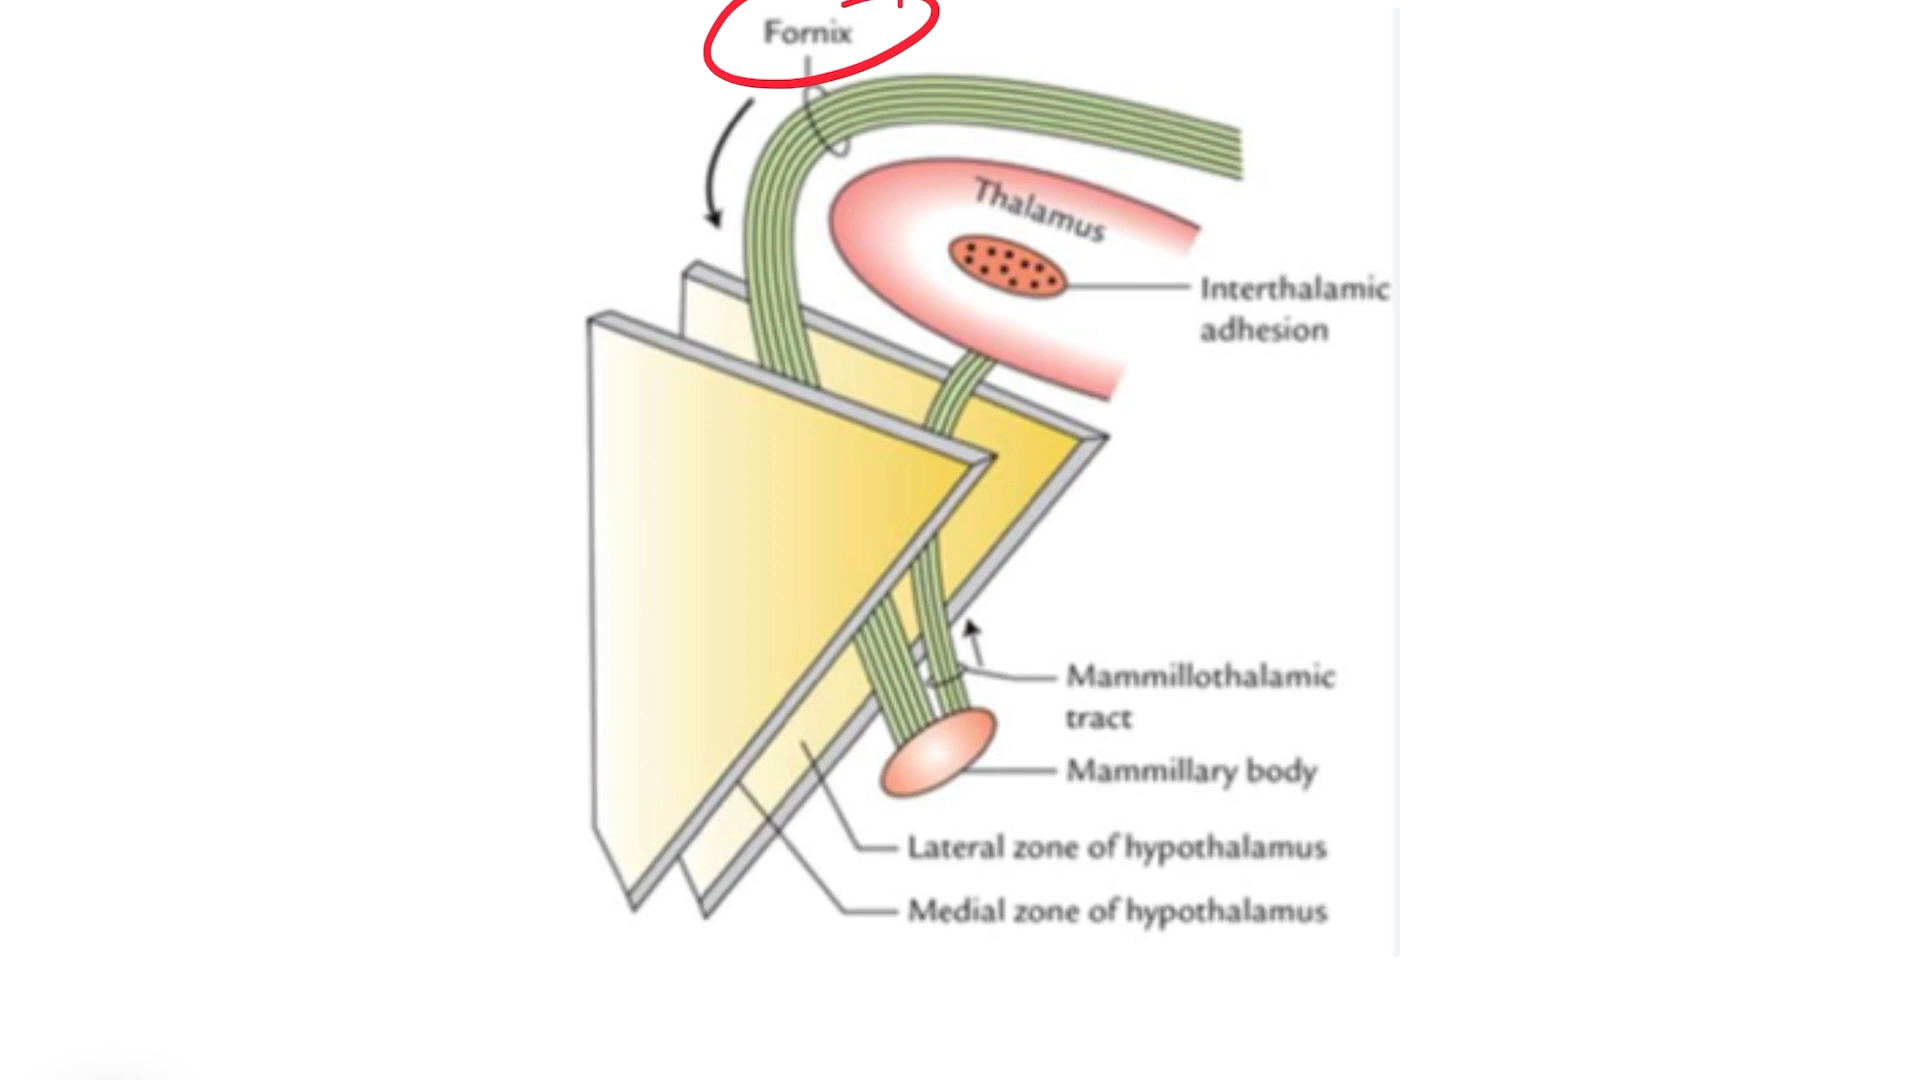 Fornix
Thalamus
Interthalamic
adhesion
Mammillothalamic
tract
Mammillary body
Lateral zone of hypothalamus
Medial zone of hypothalamus